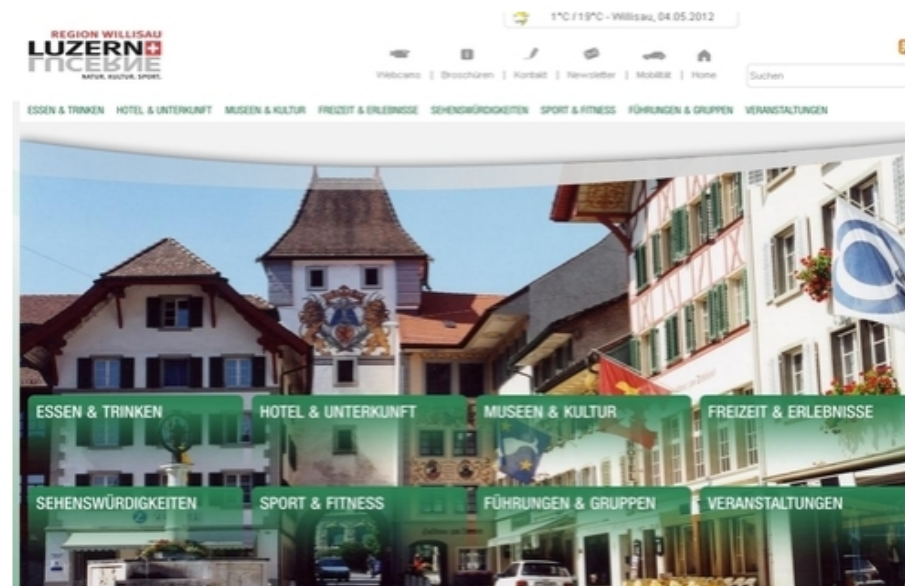 1°C / 19°C - Willisau, 04.05.2012
REGION WILLISAU
LUZERN
LUCERNE
NATUR. KULTUR. SPORT.
Webcams | Broschüren | Kontakt | Newsletter | Mobilität | Home
Suchen
ESSEN & TRINKEN HOTEL & UNTERKUNFT MUSEEN & KULTUR FREIZEIT & ERLEBNISSE SEHENSWÜRDIGKEITEN SPORT & FITNESS FÜHRUNGEN & GRUPPEN VERANSTALTUNGEN
ESSEN & TRINKEN HOTEL & UNTERKUNFT MUSEEN & KULTUR FREIZEIT & ERLEBNISSE
SEHENSWÜRDIGKEITEN SPORT & FITNESS FÜHRUNGEN & GRUPPEN VERANSTALTUNGEN